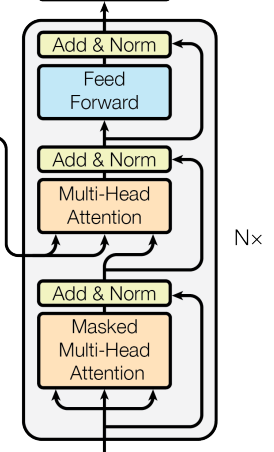 Add & Norm
Feed
Forward
Add & Norm
Multi-Head
Attention
N×
Add & Norm
Masked
Multi-Head
Attention